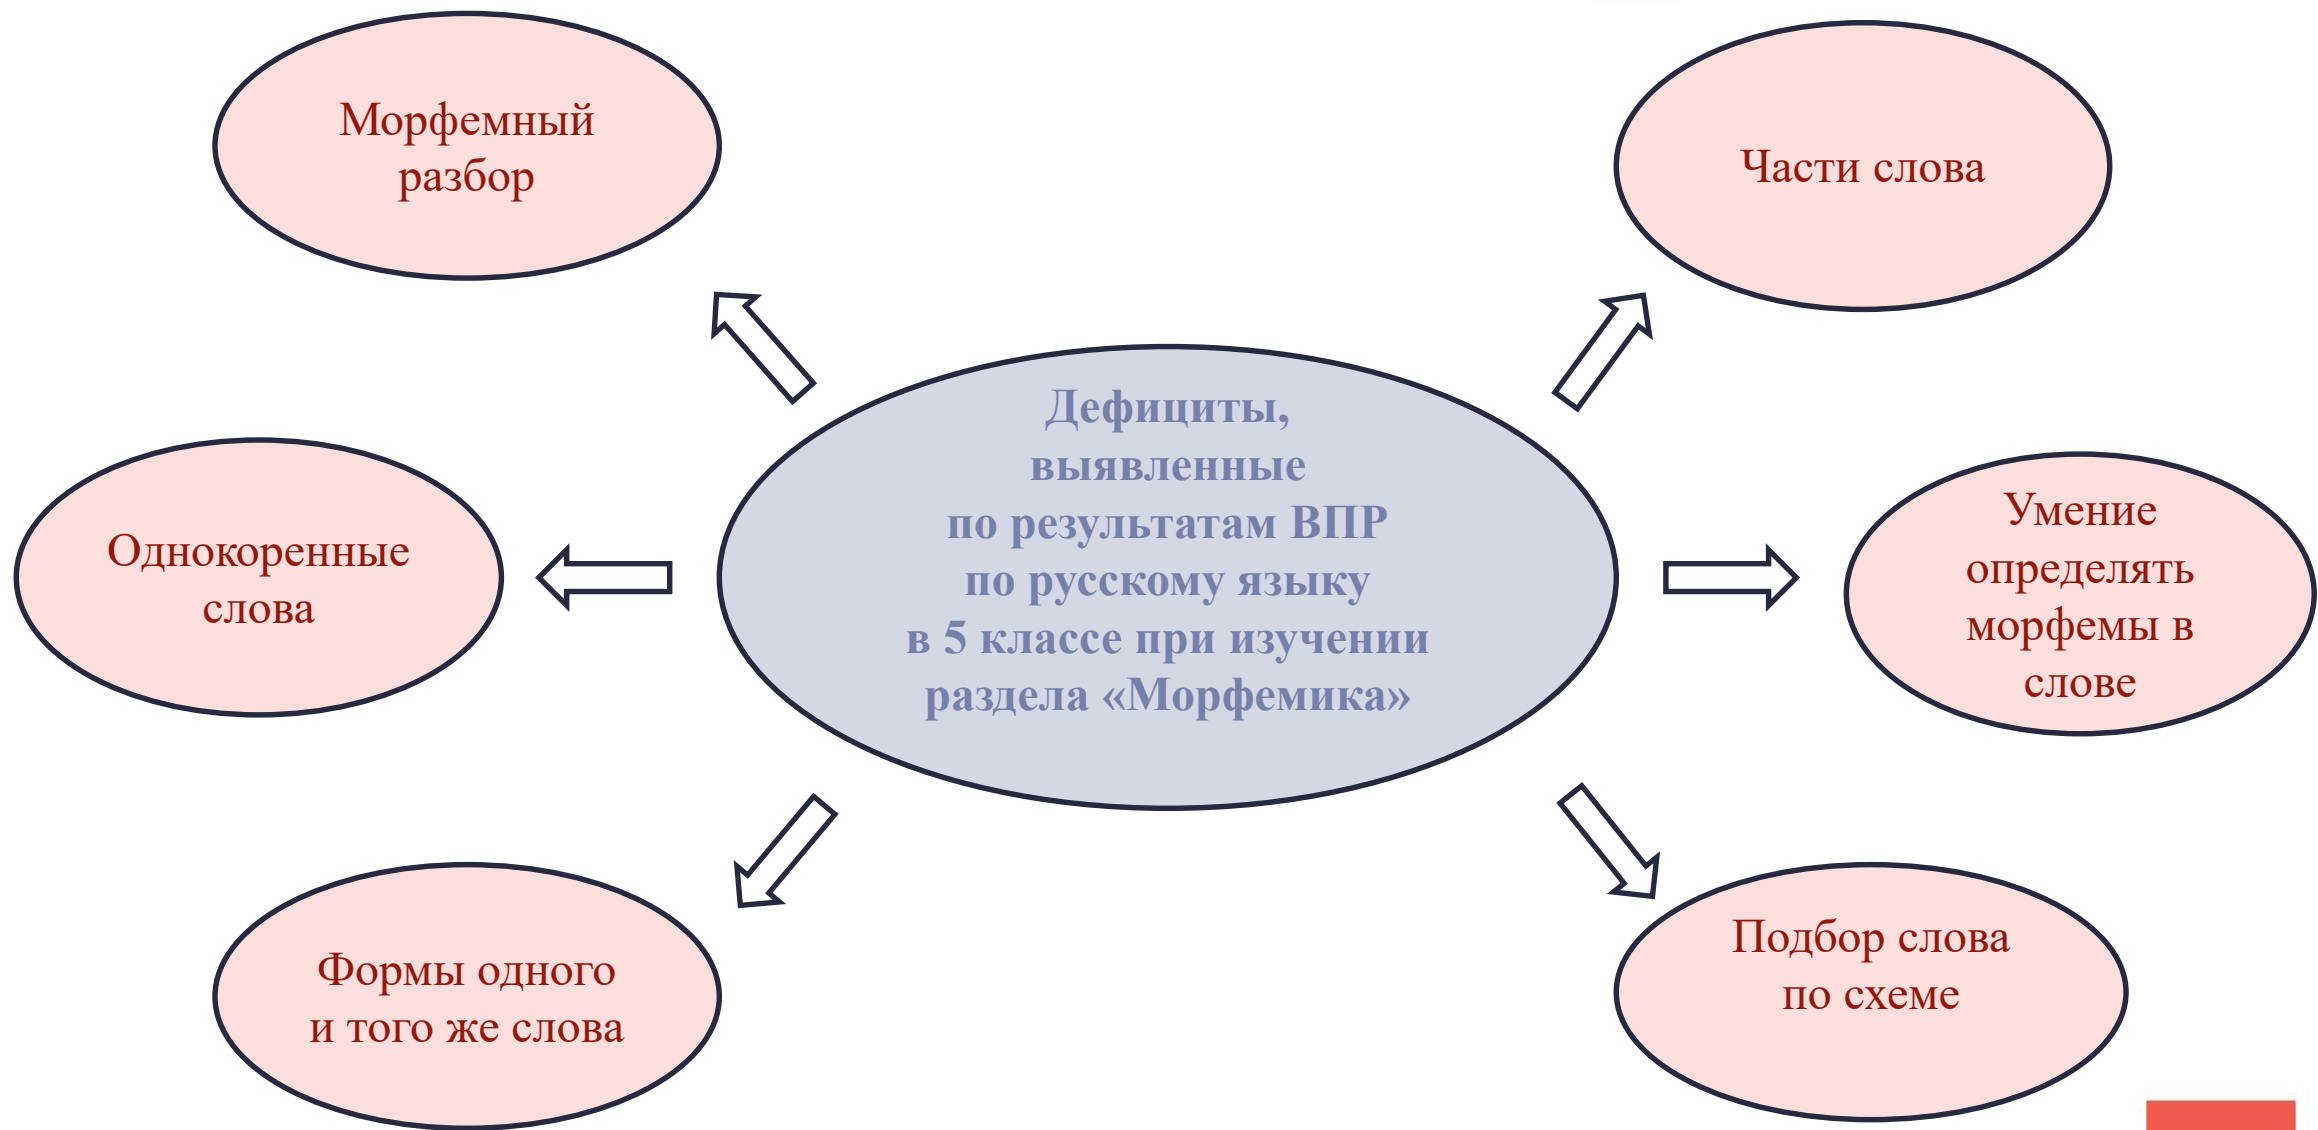 Морфемный
разбор
Части слова
Дефициты,
выявленные
по результатам ВПР
по русскому языку
в 5 классе при изучении
раздела «Морфемика»
Однокоренные
слова
Умение
определять
морфемы в
слове
Формы одного
и того же слова
Подбор слова
по схеме